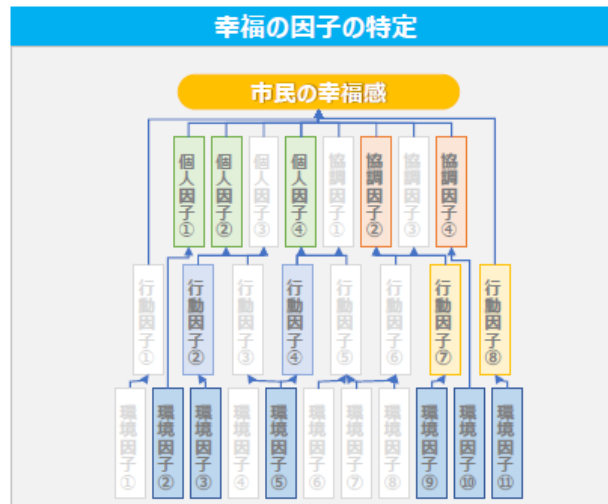 幸福の因子の特定
市民の幸福感
個人因子①
個人因子②
個人因子③
個人因子④
協調因子①
協調因子②
協調因子③
協調因子④
行動因子①
行動因子②
行動因子③
行動因子④
行動因子⑤
行動因子⑥
行動因子⑦
行動因子⑧
環境因子①
環境因子②
環境因子③
環境因子④
環境因子⑤
環境因子⑥
環境因子⑦
環境因子⑧
環境因子⑨
環境因子⑩
環境因子⑪